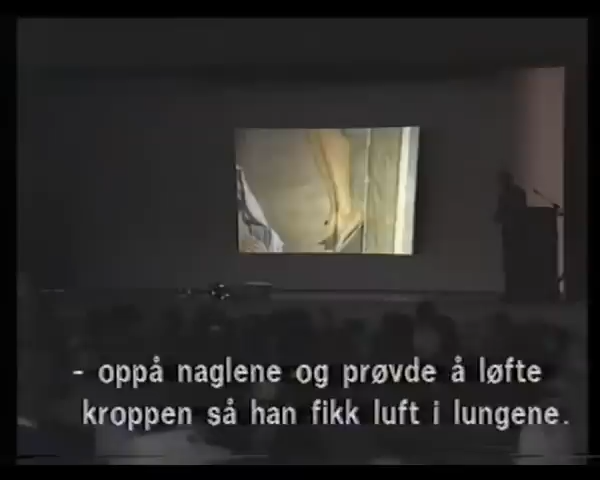 - oppå naglene og prøvde å løfte
kroppen så han fikk luft i lungene.